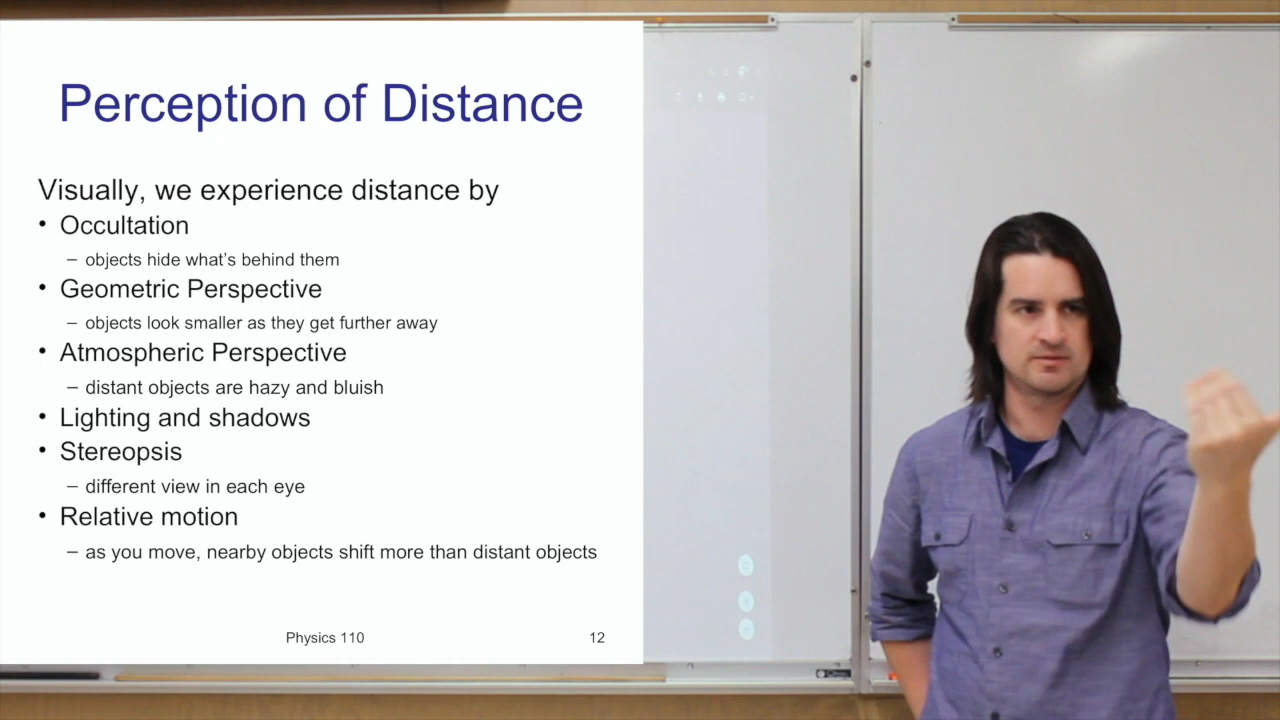 Perception of Distance
Visually, we experience distance by
• Occultation
– objects hide what’s behind them
• Geometric Perspective
– objects look smaller as they get further away
• Atmospheric Perspective
– distant objects are hazy and bluish
• Lighting and shadows
• Stereopsis
– different view in each eye
• Relative motion
– as you move, nearby objects shift more than distant objects
Physics 110
12